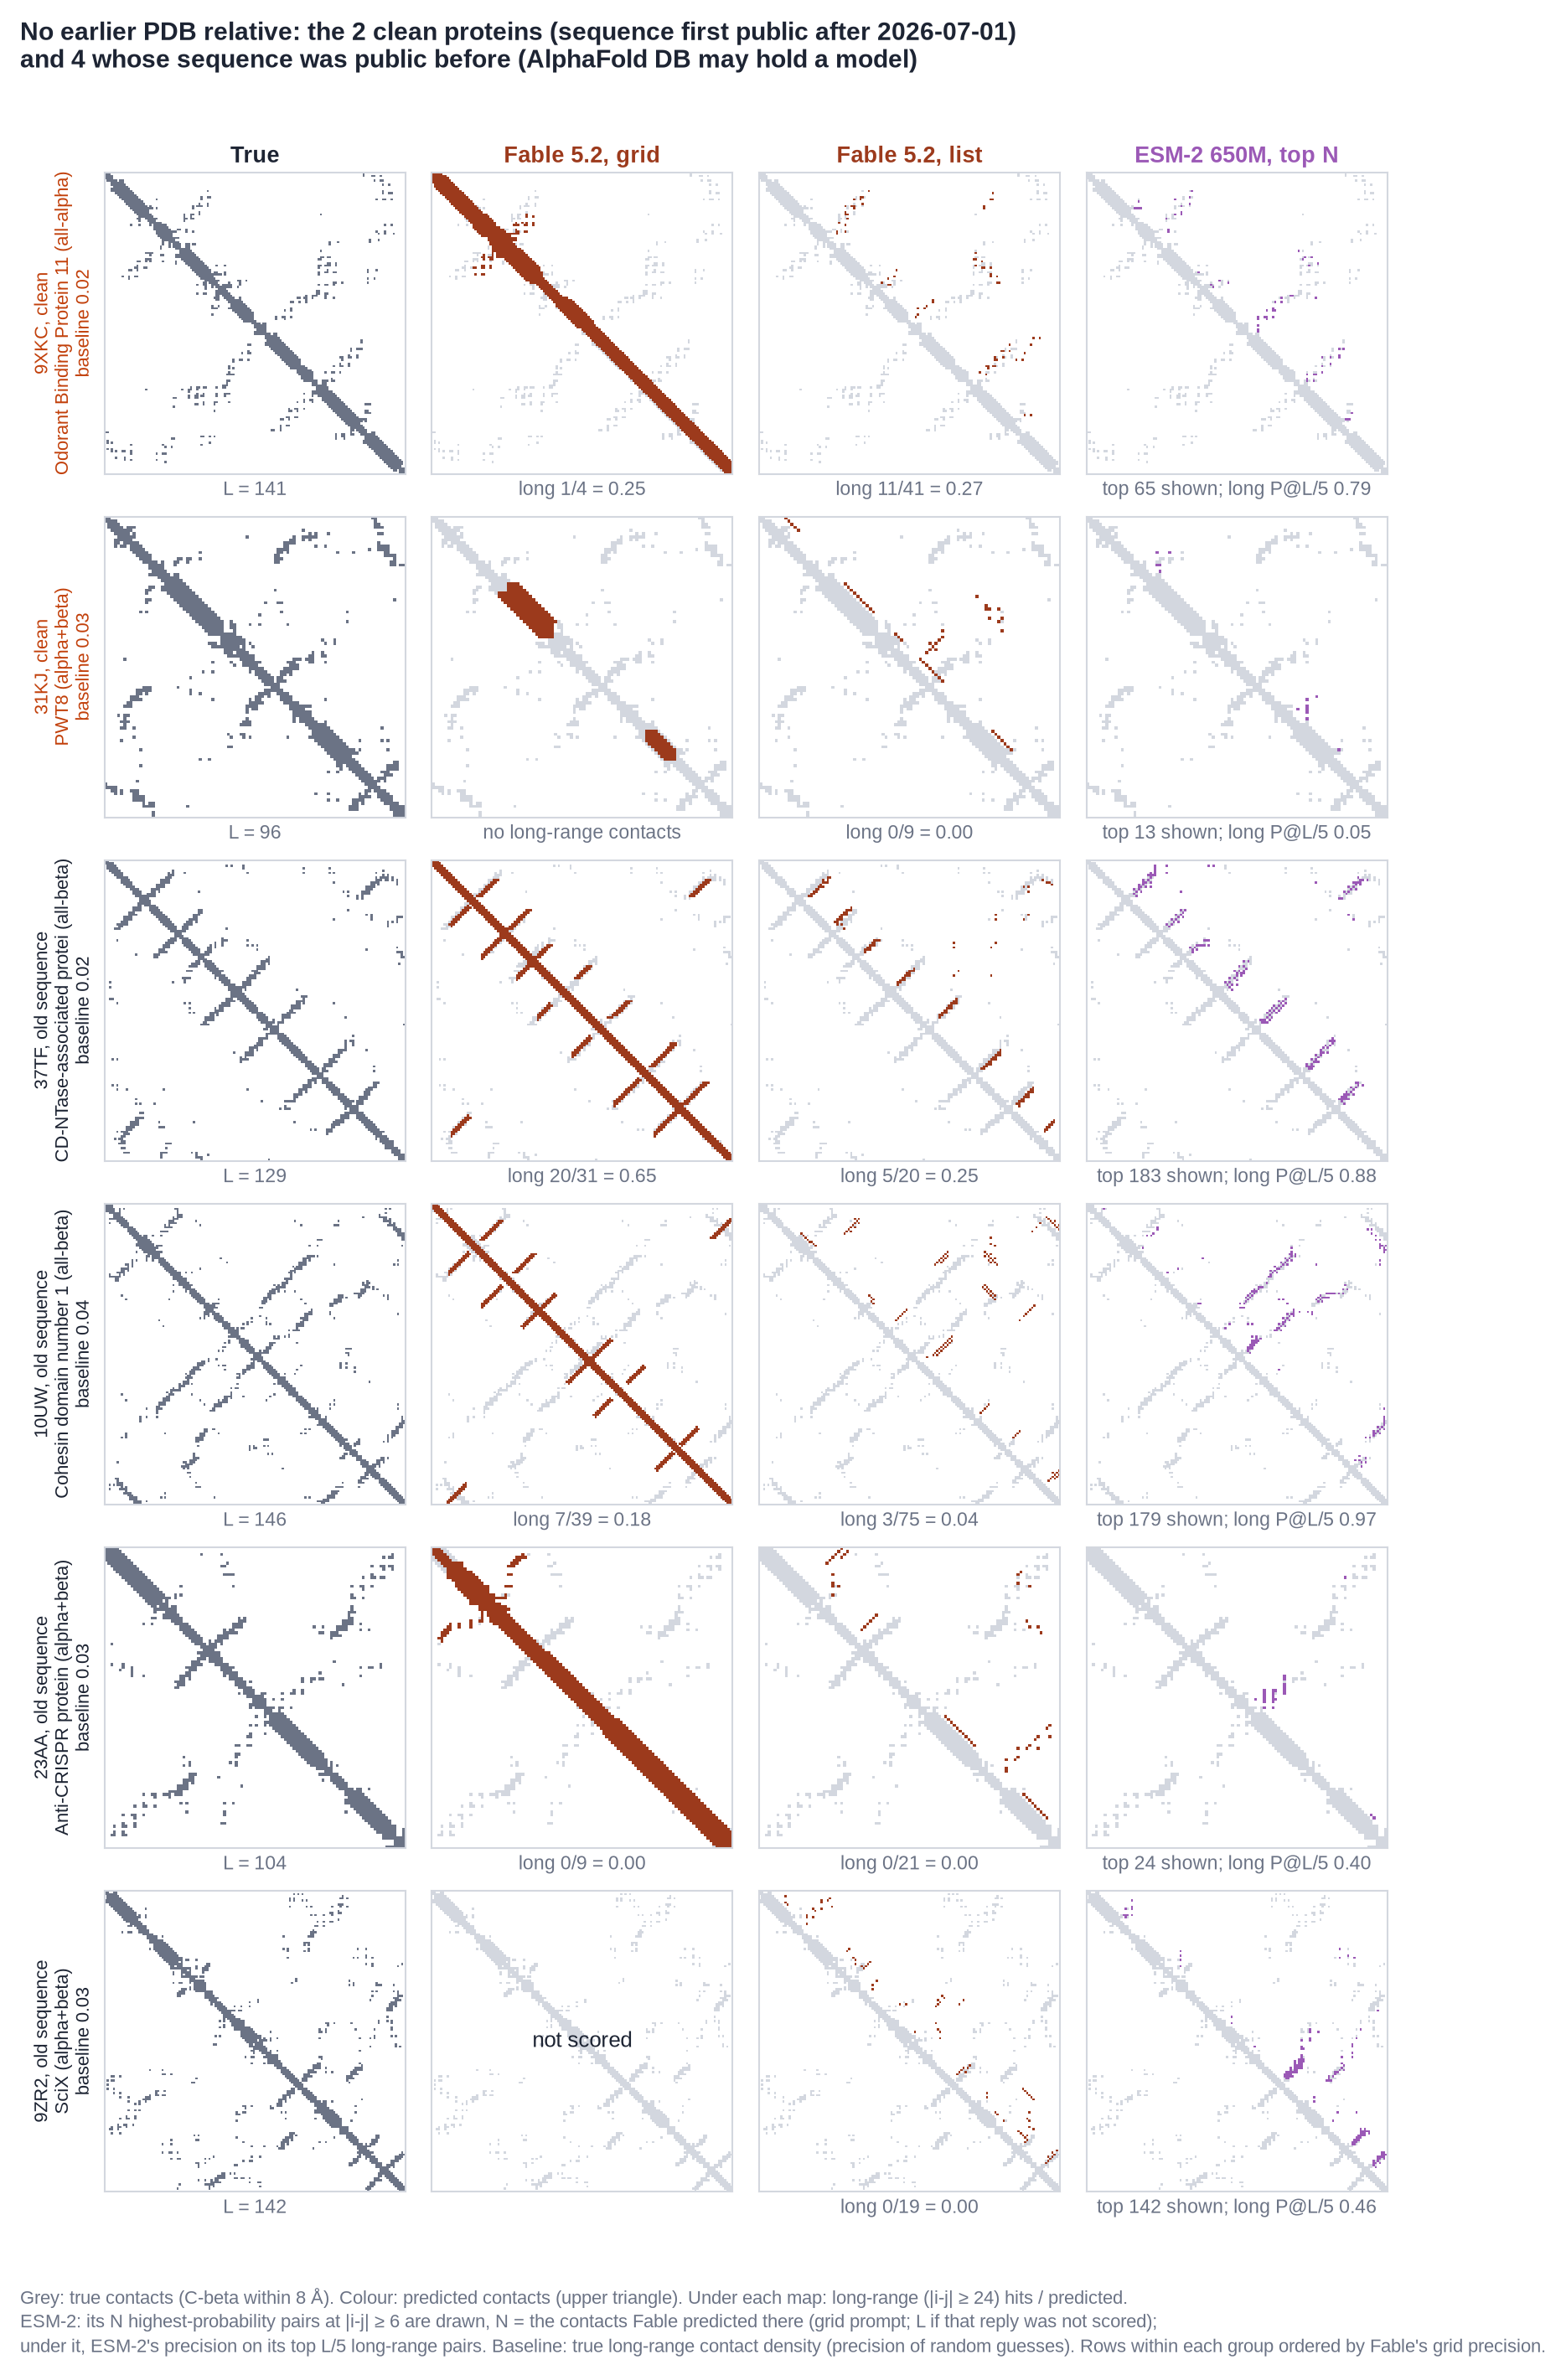 No earlier PDB relative: the 2 clean proteins (sequence first public after 2026-07-01)
and 4 whose sequence was public before (AlphaFold DB may hold a model)
True
Fable 5.2, grid
Fable 5.2, list
ESM-2 650M, top N
9XKC, clean
Odorant Binding Protein 11 (all-alpha)
baseline 0.02
L = 141
long 1/4 = 0.25
long 11/41 = 0.27
top 65 shown; long P@L/5 0.79
31KJ, clean
PWT8 (alpha+beta)
baseline 0.03
L = 96
no long-range contacts
long 0/9 = 0.00
top 13 shown; long P@L/5 0.05
37TF, old sequence
CD-NTase-associated protei (all-beta)
baseline 0.02
L = 129
long 20/31 = 0.65
long 5/20 = 0.25
top 183 shown; long P@L/5 0.88
10UW, old sequence
Cohesin domain number 1 (all-beta)
baseline 0.04
L = 146
long 7/39 = 0.18
long 3/75 = 0.04
top 179 shown; long P@L/5 0.97
23AA, old sequence
Anti-CRISPR protein (alpha+beta)
baseline 0.03
L = 104
long 0/9 = 0.00
long 0/21 = 0.00
top 24 shown; long P@L/5 0.40
9ZR2, old sequence
SciX (alpha+beta)
baseline 0.03
not scored
L = 142
long 0/19 = 0.00
top 142 shown; long P@L/5 0.46
Grey: true contacts (C-beta within 8 Å). Colour: predicted contacts (upper triangle). Under each map: long-range (|i-j| ≥ 24) hits / predicted.
ESM-2: its N highest-probability pairs at |i-j| ≥ 6 are drawn, N = the contacts Fable predicted there (grid prompt; L if that reply was not scored);
under it, ESM-2's precision on its top L/5 long-range pairs. Baseline: true long-range contact density (precision of random guesses). Rows within each group ordered by Fable's grid precision.